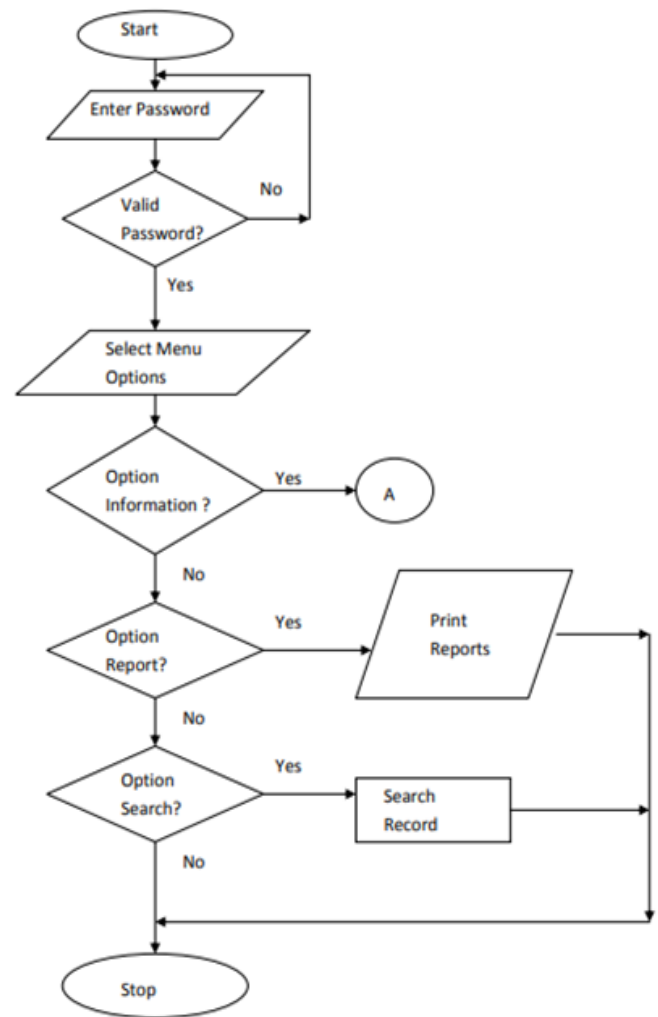 Start
Enter Password
No
Valid
Password?
Yes
Select Menu
Options
Option
Information ?
Yes
A
No
Option
Report?
Yes
Print
Reports
No
Option
Search?
Yes
Search
Record
No
Stop